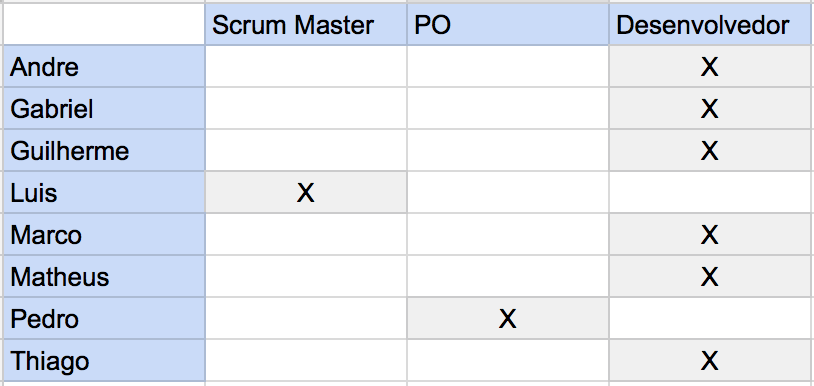 Scrum Master PO Desenvolvedor
Andre X
Gabriel X
Guilherme X
Luis X
Marco X
Matheus X
Pedro X
Thiago X